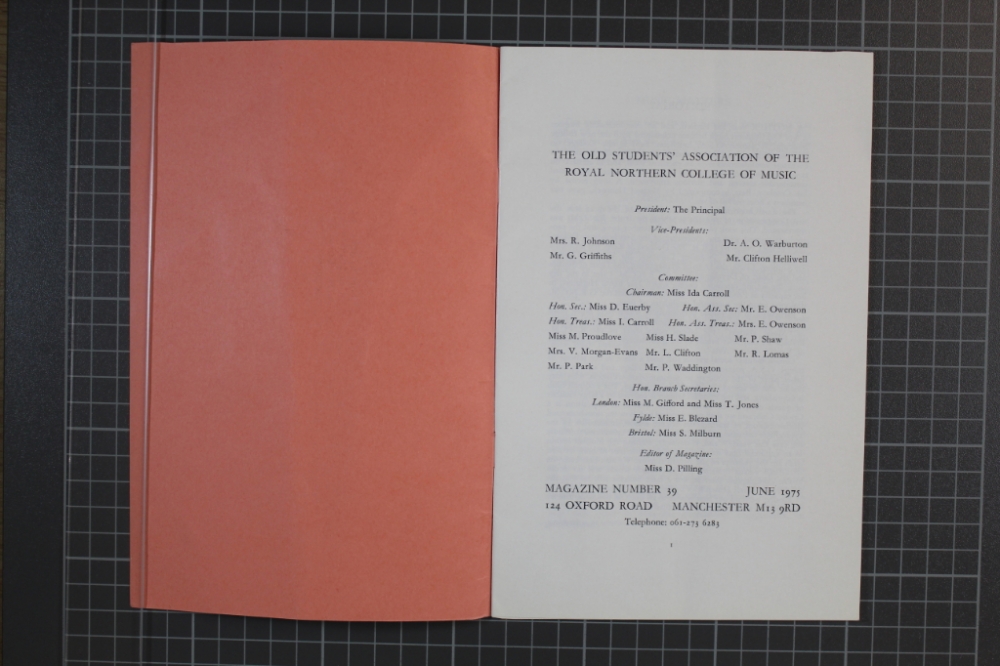 THE OLD STUDENTS' ASSOCIATION OF THE
ROYAL NORTHERN COLLEGE OF MUSIC
President: The Principal
Vice-Presidents:
Mrs. R. Johnson Dr. A. O. Warburton
Mr. G. Griffiths Mr. Clifton Helliwell
Committee:
Chairman: Miss Ida Carroll
Hon. Sec.: Miss D. Euerby Hon. Ass. Sec: Mr. E. Owenson
Hon. Treas.: Miss I. Carroll Hon. Ass. Treas.: Mrs. E. Owenson
Miss M. Proudlove Miss H. Slade Mr. P. Shaw
Mrs. V. Morgan-Evans Mr. L. Clifton Mr. R. Lomas
Mr. P. Park Mr. P. Waddington
Hon. Branch Secretaries:
London: Miss M. Gifford and Miss T. Jones
Fylde: Miss E. Blezard
Bristol: Miss S. Milburn
Editor of Magazine:
Miss D. Pilling
MAGAZINE NUMBER 39 JUNE 1975
124 OXFORD ROAD MANCHESTER M13 9RD
Telephone: 061-273 6283
1